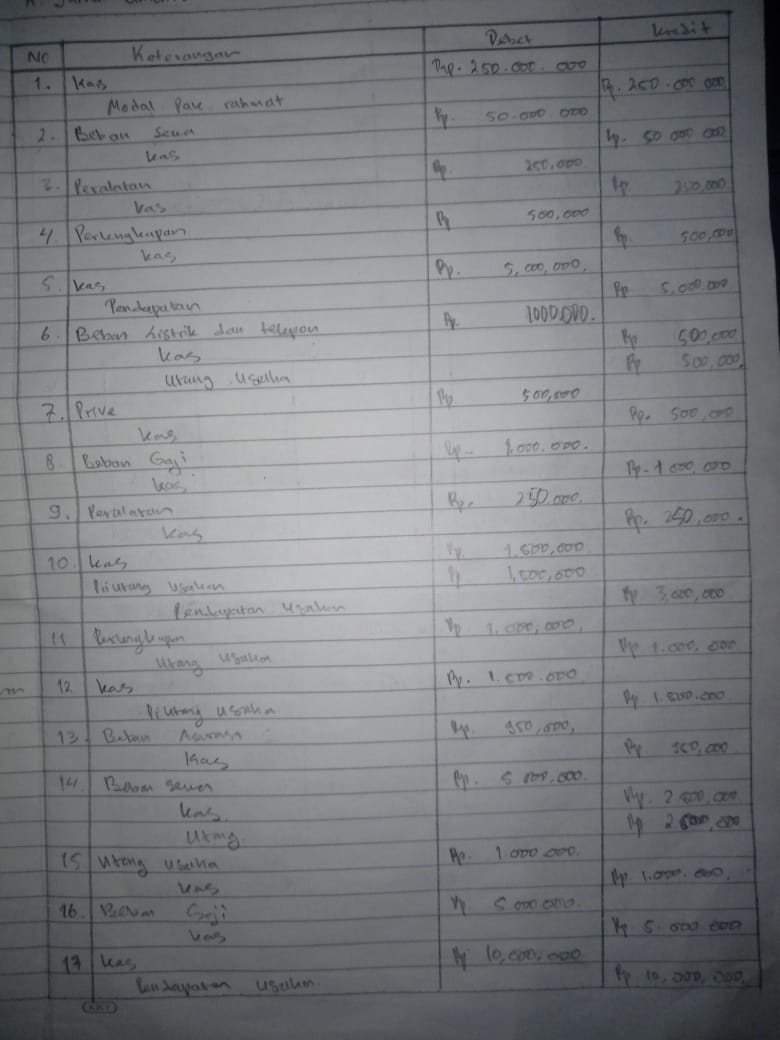 No Keterangan Debet Kredit
1. Kas Rp. 250.000.000
Modal Pak rahmat Rp. 250.000.000
2. Beban Sewa Rp. 50.000.000
Kas Rp. 50.000.000
3. Peralatan Rp. 250,000
kas Rp. 250,000
4. Perlengkapan Rp 500,000
kas Rp 500,000
5. kas Rp. 5,000,000,
Pendapatan Rp 5,000.000
6. Beban Listrik dan telepon Rp. 1000.000.
Kas Rp 500,000
utang usaha Rp 500,000.
7. Prive Rp 500,000
kas Rp. 500,000
8 Beban Gaji Rp. 1.000.000.
kas Rp. 1.000.000
9. Peralatan Rp. 250.000.
Kas Rp. 250,000.
10. kas Rp. 1.500,000
Piutang usaha Rp 1,500,000
Pendapatan Usaha Rp 3,000,000
11 Perlengkapan Rp 1.000,000,
utang usaha Rp 1.000.000
12 kas Rp. 1.500.000
Piutang usaha Rp 1.500.000
13. Beban Asuransi Rp. 350,000,
Kas Rp 350,000
14. Beban sewa Rp. 5.000,000.
kas. Rp. 2 500,000
utang Rp 2 500,000
15 utang usaha Rp. 1.000 000.
kas Rp 1.000.000.
16. Beban Gaji Rp 5 000.000.
kas Rp 5.000 000
17 kas Rp 10,000,000
Pendapatan usaha. Rp 10,000,000.
KKY